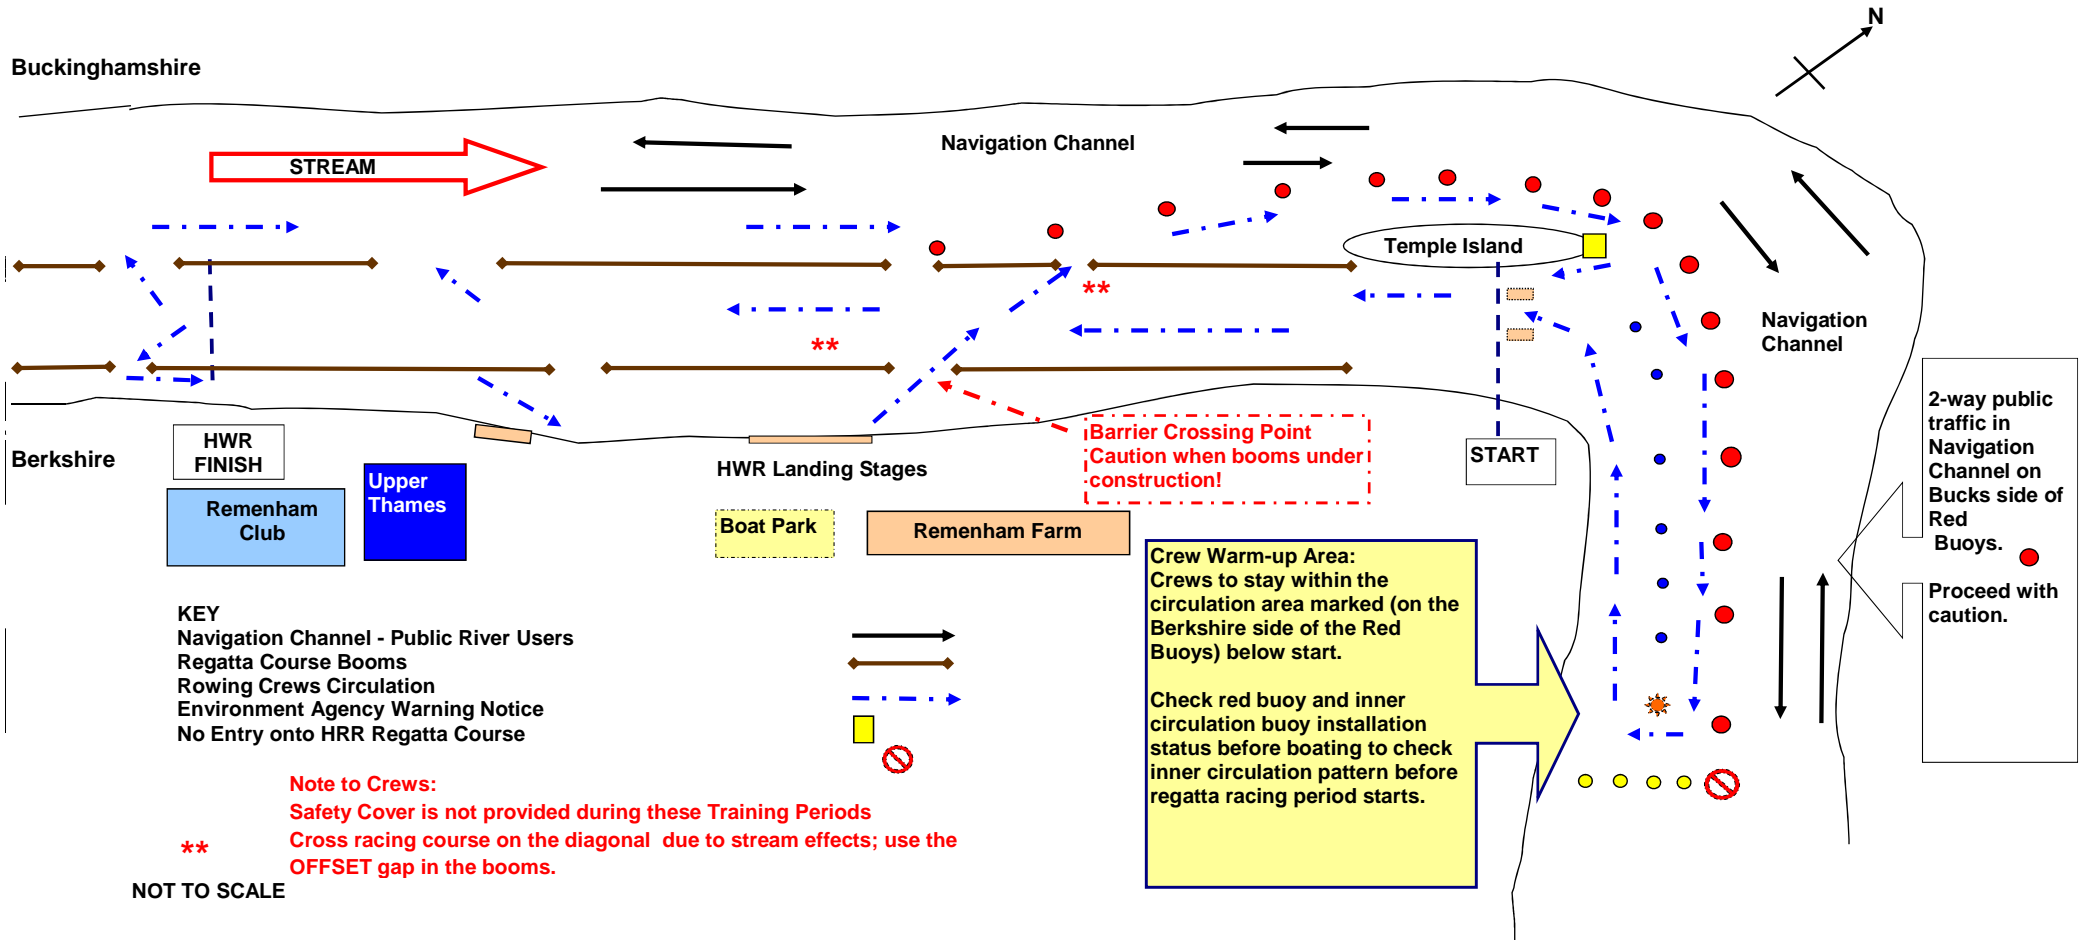 N
Buckinghamshire
Navigation Channel
STREAM
Temple Island
**
**
Navigation
Channel
2-way public
traffic in
Navigation
Channel on
Bucks side of
Red
Buoys.
Proceed with
caution.
Berkshire
HWR
FINISH
Remenham
Club
Upper
Thames
HWR Landing Stages
Boat Park
Remenham Farm
Barrier Crossing Point
Caution when booms under
construction!
START
Crew Warm-up Area:
Crews to stay within the
circulation area marked (on the
Berkshire side of the Red
Buoys) below start.
Check red buoy and inner
circulation buoy installation
status before boating to check
inner circulation pattern before
regatta racing period starts.
KEY
Navigation Channel - Public River Users
Regatta Course Booms
Rowing Crews Circulation
Environment Agency Warning Notice
No Entry onto HRR Regatta Course
Note to Crews:
Safety Cover is not provided during these Training Periods
** Cross racing course on the diagonal due to stream effects; use the
OFFSET gap in the booms.
NOT TO SCALE